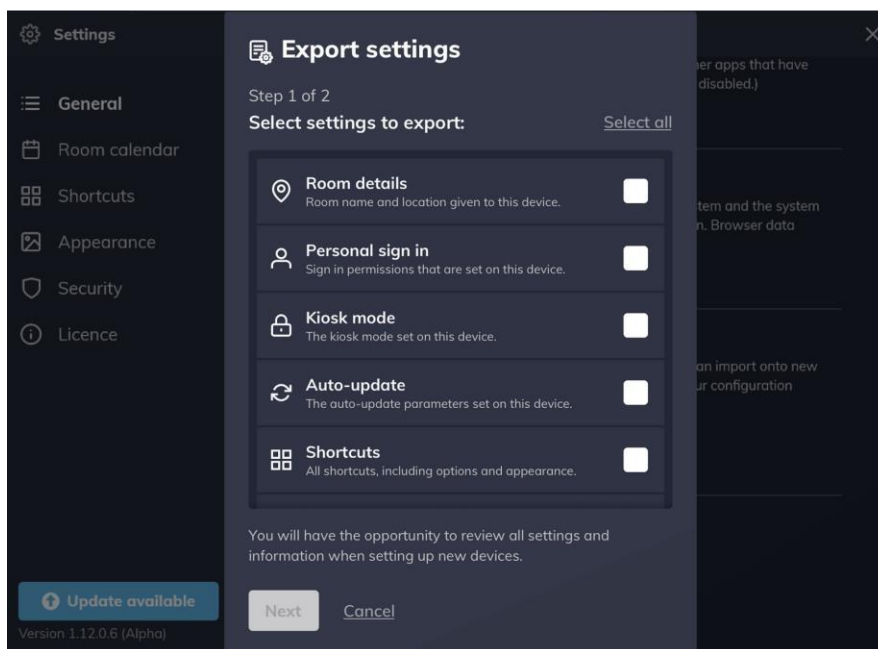 Settings
General
Room calendar
Shortcuts
Appearance
Security
Licence
Update available
Version 1.12.0.6 (Alpha)
Export settings
Step 1 of 2
Select settings to export:
Select all
Room details
Room name and location given to this device.
Personal sign in
Sign in permissions that are set on this device.
Kiosk mode
The kiosk mode set on this device.
Auto-update
The auto-update parameters set on this device.
Shortcuts
All shortcuts, including options and appearance.
You will have the opportunity to review all settings and
information when setting up new devices.
Next
Cancel
apps that have
disabled.)
and the system
Browser data
import onto new
configuration